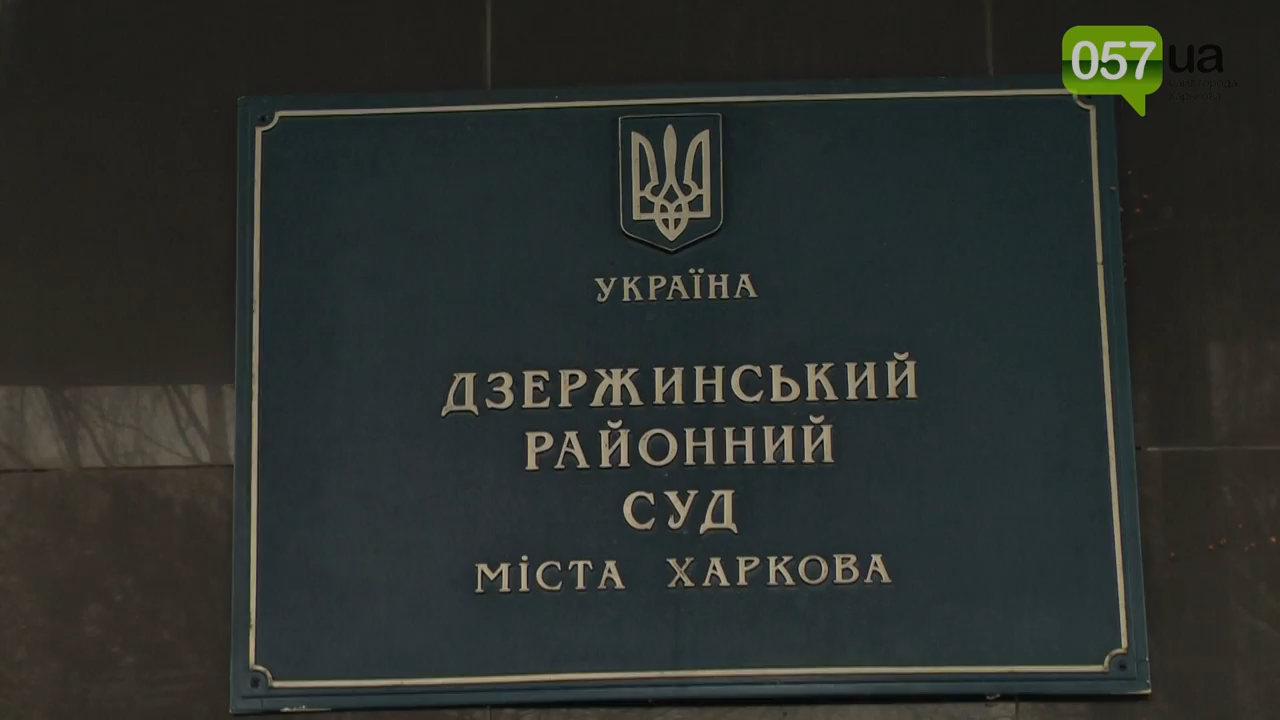 057 ua
УКРАЇНА
ДЗЕРЖИНСЬКИЙ
РАЙОННИЙ
СУД
МіСТА ХАРКОВА